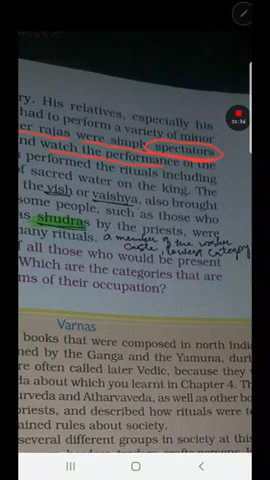 20:36
ry. His relatives, especially his
had to perform a variety of minor
er rajas were simply spectators
nd watch the performance of the
s performed the rituals including
f sacred water on the king. The
the vish or vaishya, also brought
some people, such as those who
as shudras by the priests, were
many rituals. a member of the worker
caste, lowest category
f all those who would be present
Which are the categories that are
ms of their occupation?
Varnas
books that were composed in north India
ned by the Ganga and the Yamuna, duri
re often called later Vedic, because they
da about which you learnt in Chapter 4. Th
urveda and Atharvaveda, as well as other bo
priests, and described how rituals were to
ained rules about society.
several different groups in society at this